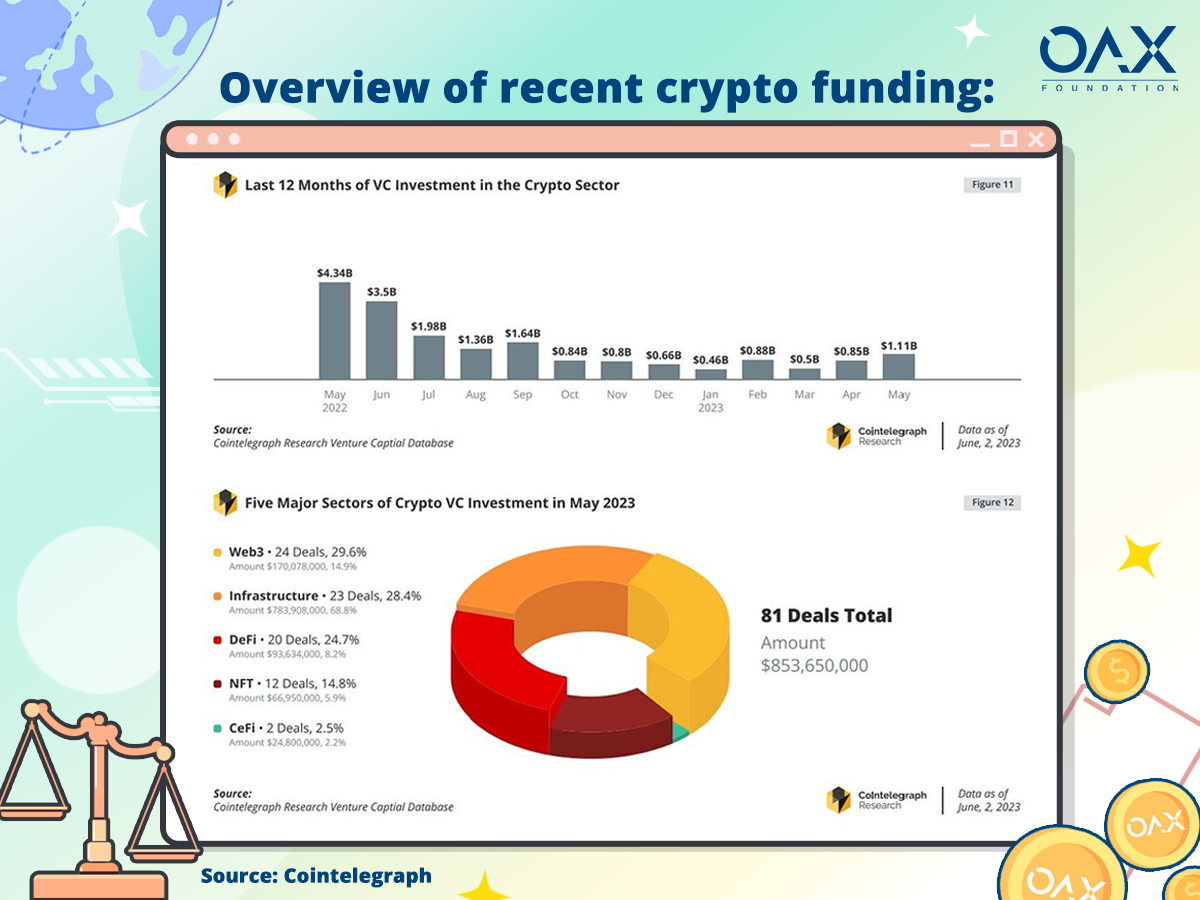 Overview of recent crypto funding:
OAX
FOUNDATION
Last 12 Months of VC Investment in the Crypto Sector
Figure 11
$4.34B
$3.5B
$1.98B
$1.36B
$1.64B
$0.84B
$0.8B
$0.66B
$0.46B
$0.88B
$0.5B
$0.85B
$1.11B
May Jun Jul Aug Sep Oct Nov Dec Jan Feb Mar Apr May
2022 2023
Source:
Cointelegraph Research Venture Captial Database
Cointelegraph
Research
Data as of
June, 2, 2023
Five Major Sectors of Crypto VC Investment in May 2023
Figure 12
Web3 • 24 Deals, 29.6%
Amount $170,078,000, 14.9%
Infrastructure • 23 Deals, 28.4%
Amount $783,908,000, 68.8%
DeFi • 20 Deals, 24.7%
Amount $93,634,000, 8.2%
NFT • 12 Deals, 14.8%
Amount $66,950,000, 5.9%
CeFi • 2 Deals, 2.5%
Amount $24,800,000, 2.2%
81 Deals Total
Amount
$853,650,000
Source:
Cointelegraph Research Venture Captial Database
Cointelegraph
Research
Data as of
June, 2, 2023
Source: Cointelegraph
$
OAX
OAX
$